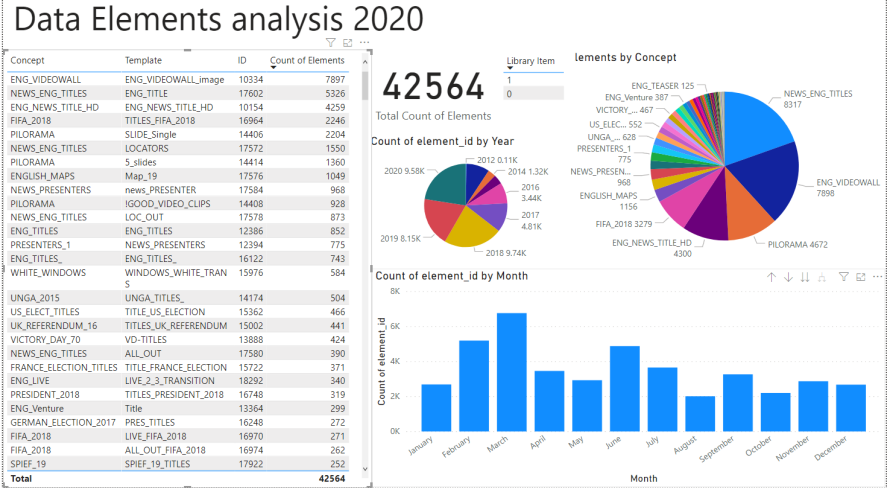 Data Elements analysis 2020
Concept Template ID Count of Elements
ENG_VIDEOWALL ENG_VIDEOWALL_image 10334 7897
NEWS_ENG_TITLES ENG_TITLE 17602 5326
ENG_NEWS_TITLE_HD ENG_NEWS_TITLE_HD 10154 4259
FIFA_2018 TITLES_FIFA_2018 16964 2246
PILORAMA SLIDE_Single 14406 2204
NEWS_ENG_TITLES LOCATORS 17572 1550
PILORAMA 5_slides 14414 1360
ENGLISH_MAPS Map_19 17576 1049
NEWS_PRESENTERS news_PRESENTER 17584 968
PILORAMA !GOOD_VIDEO_CLIPS 14408 928
NEWS_ENG_TITLES LOC_OUT 17578 873
ENG_TITLES ENG_TITLES 12386 852
PRESENTERS_1 NEWS_PRESENTERS 12394 775
ENG_TITLES_ ENG_TITLES_ 16122 743
WHITE_WINDOWS WINDOWS_WHITE_TRAN 15976 584
S
UNGA_2015 UNGA_TITLES_ 14174 504
US_ELECT_TITLES TITLE_US_ELECTION 15362 466
UK_REFERENDUM_16 TITLES_UK_REFERENDUM 15002 441
VICTORY_DAY_70 VD-TITLES 13888 424
NEWS_ENG_TITLES ALL_OUT 17580 390
FRANCE_ELECTION_TITLES TITLE_FRANCE_ELECTION 15722 371
ENG_LIVE LIVE_2_3_TRANSITION 18292 340
PRESIDENT_2018 TITLES_PRESIDENT_2018 16748 319
ENG_Venture Title 13364 299
GERMAN_ELECTION_2017 PRES_TITLES 16248 272
FIFA_2018 LIVE_FIFA_2018 16970 271
FIFA_2018 ALL_OUT_FIFA_2018 16974 262
SPIEF_19 SPIEF_19_TITLES 17922 252
Total 42564
42564
Total Count of Elements
Library Item
1
0
Count of element_id by Year
2012 0.11K
2014 1.32K
2016
3.44K
2017
4.81K
2018 9.74K
2019 8.15K
2020 9.58K
lements by Concept
NEWS_ENG_TITLES
8317
ENG_VIDEOWALL
7898
PILORAMA 4672
ENG_NEWS_TITLE_HD
4300
FIFA_2018 3279
ENGLISH_MAPS
1156
NEWS_PRESEN...
968
PRESENTERS_1
775
UNGA_... 628
US_ELEC... 552
VICTORY_... 467
ENG_Venture 387
ENG_TEASER 125
Count of element_id by Month
Count of element_id
8K
6K
4K
2K
0K
January February March April May June July August September October November December
Month